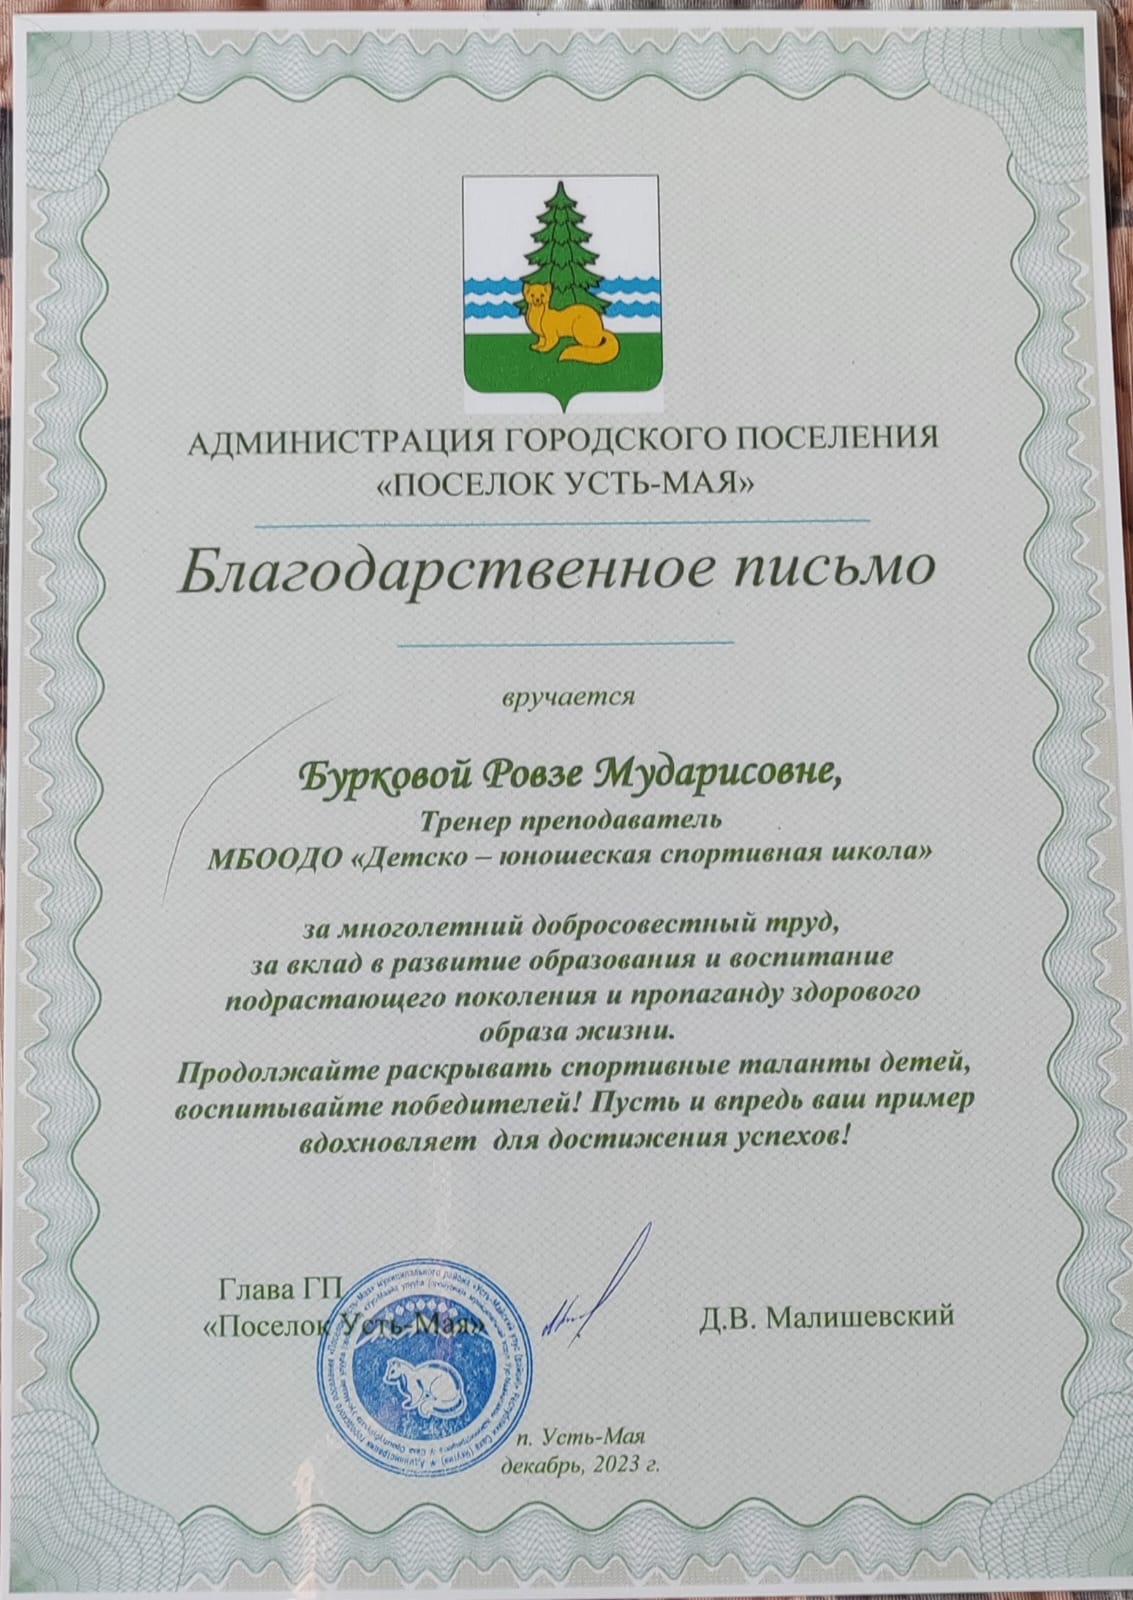 АДМИНИСТРАЦИЯ ГОРОДСКОГО ПОСЕЛЕНИЯ
«ПОСЕЛОК УСТЬ-МАЯ»
Благодарственное письмо
вручается
Бурковой Ровзе Мударисовне,
Тренер преподаватель
МБООДО «Детско – юношеская спортивная школа»
за многолетний добросовестный труд,
за вклад в развитие образования и воспитание
подрастающего поколения и пропаганду здорового
образа жизни.
Продолжайте раскрывать спортивные таланты детей,
воспитывайте победителей! Пусть и впредь ваш пример
вдохновляет для достижения успехов!
Глава ГП
«Поселок Усть-Мая»
Д.В. Малишевский
п. Усть-Мая
декабрь, 2023 г.